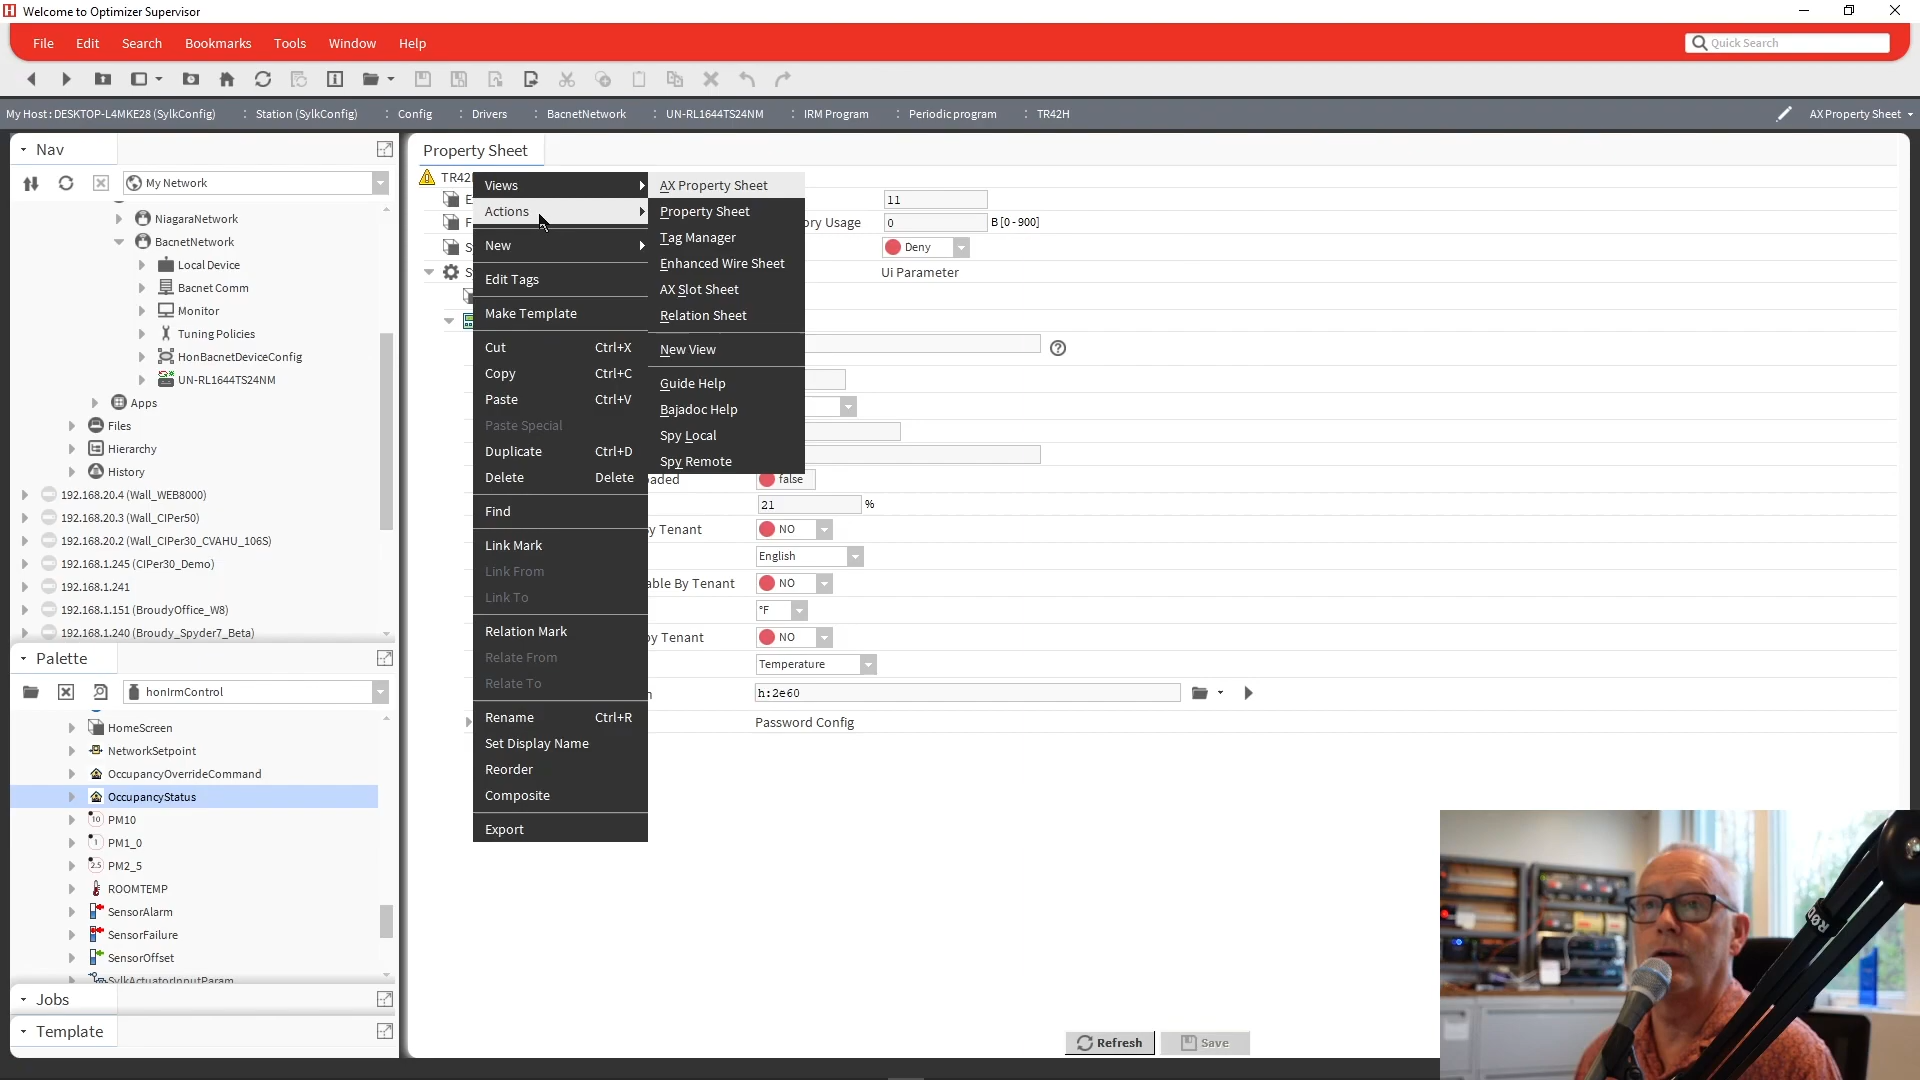 Welcome to Optimizer Supervisor
File Edit Search Bookmarks Tools Window Help
Quick Search
My Host : DESKTOP-L4MKE28 (SylkConfig) : Station (SylkConfig) : Config : Drivers : BacnetNetwork : UN-RL1644TS24NM : IRM Program : Periodic program : TR42H
AX Property Sheet
Nav
My Network
NiagaraNetwork
BacnetNetwork
Local Device
Bacnet Comm
Monitor
Tuning Policies
HonBacnetDeviceConfig
UN-RL1644TS24NM
Apps
Files
Hierarchy
History
192.168.20.4 (Wall_WEB8000)
192.168.20.3 (Wall_CIPer50)
192.168.20.2 (Wall_CIPer30_CVAHU_106S)
192.168.1.245 (CIPer30_Demo)
192.168.1.241
192.168.1.151 (BroudyOffice_W8)
192.168.1.240 (Broudy_Spyder7_Beta)
Palette
honIrmControl
HomeScreen
NetworkSetpoint
OccupancyOverrideCommand
OccupancyStatus
PM10
PM1_0
PM2_5
ROOMTEMP
SensorAlarm
SensorFailure
SensorOffset
SylkActuatorInputParam
Jobs
Template
Property Sheet
TR42
Views
Actions
New
Edit Tags
Make Template
Cut Ctrl+X
Copy Ctrl+C
Paste Ctrl+V
Paste Special
Duplicate Ctrl+D
Delete Delete
Find
Link Mark
Link From
Link To
Relation Mark
Relate From
Relate To
Rename Ctrl+R
Set Display Name
Reorder
Composite
Export
AX Property Sheet
Property Sheet
Tag Manager
Enhanced Wire Sheet
AX Slot Sheet
Relation Sheet
New View
Guide Help
Bajadoc Help
Spy Local
Spy Remote
11
ory Usage 0 B [0 - 900]
Deny
Ui Parameter
aded false
21 %
y Tenant NO
English
able By Tenant NO
°F
by Tenant NO
Temperature
h:2e60
Password Config
Refresh
Save
RØDE